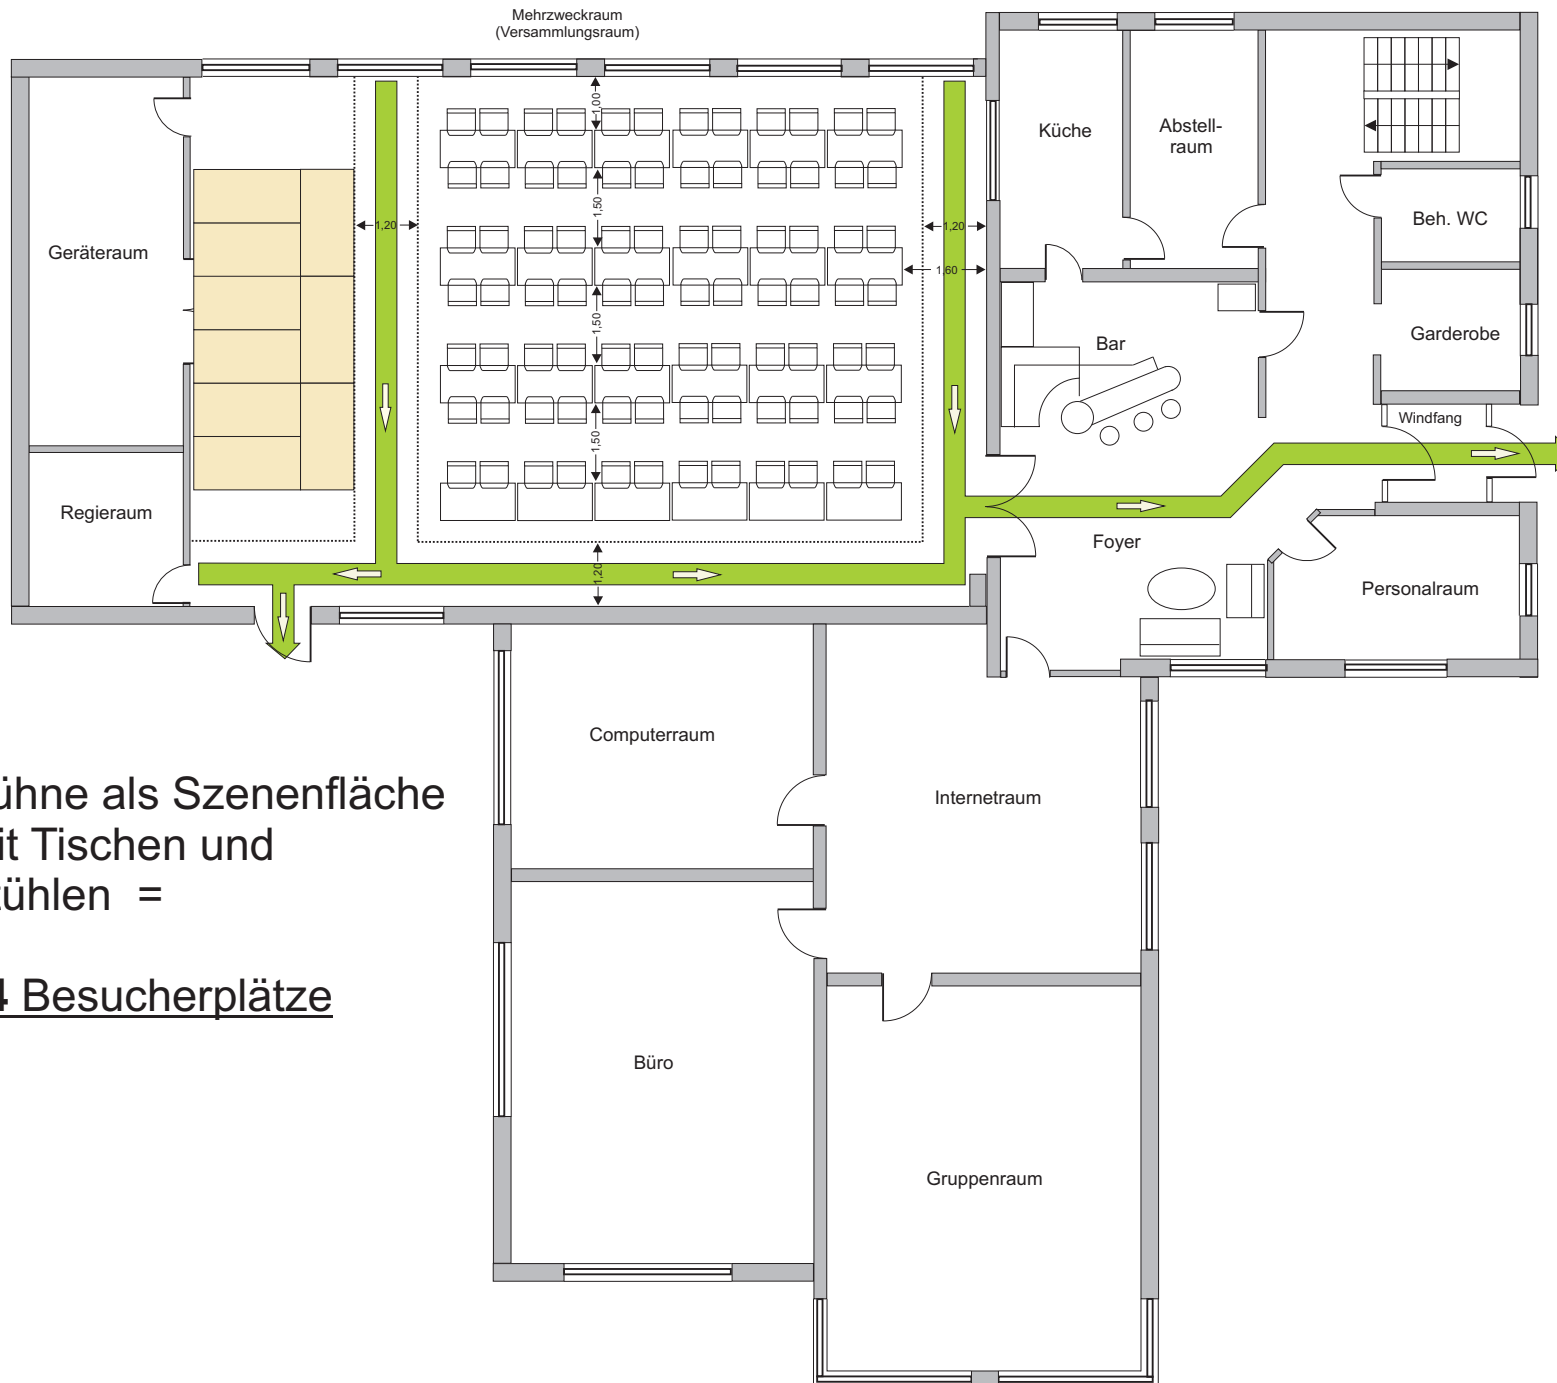 Mehrzweckraum
(Versammlungsraum)
1,00
Küche
Abstell-
raum
1,50
Beh. WC
1,20
1,20
Geräteraum
1,60
1,50
Garderobe
Bar
Windfang
1,50
Regieraum
Foyer
1,20
Personalraum
Computerraum
Internetraum
ühne als Szenenfläche
it Tischen und
tühlen =
4 Besucherplätze
Büro
Gruppenraum